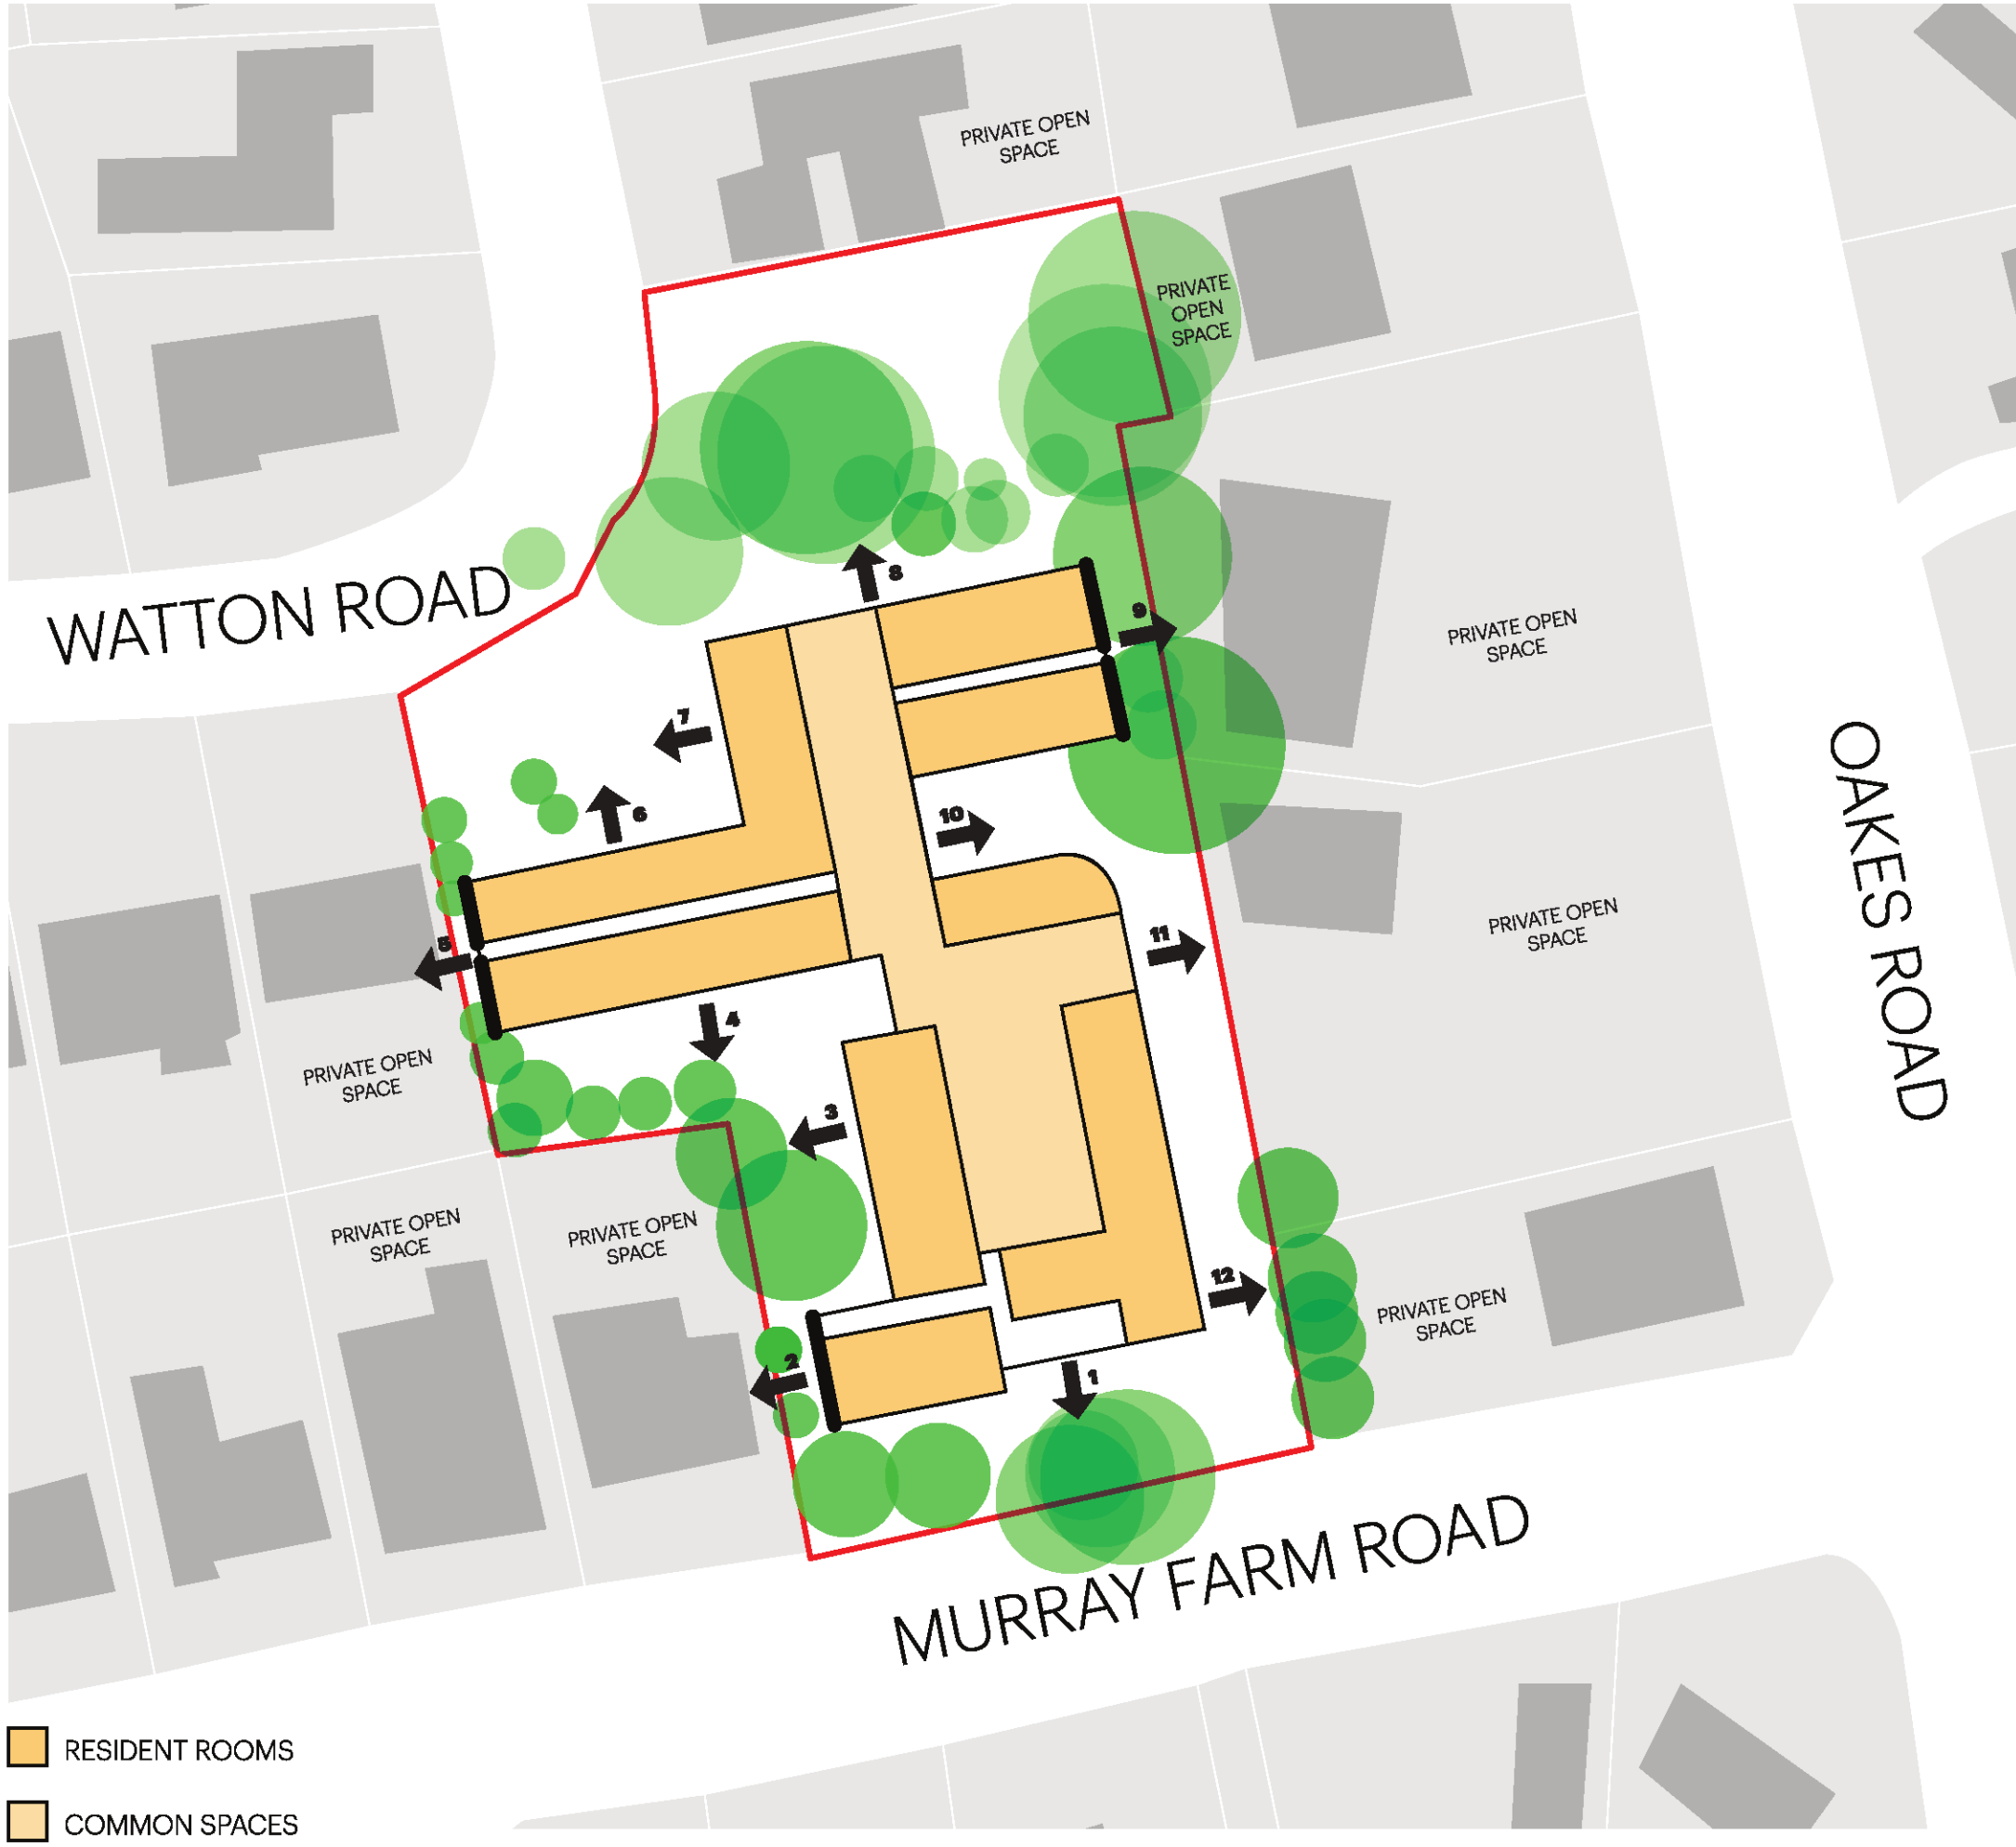 PRIVATE OPEN
SPACE
PRIVATE
OPEN
SPACE
WATTON ROAD
8
9
PRIVATE OPEN
SPACE
7
6
10
OAKES ROAD
PRIVATE OPEN
SPACE
11
5
4
PRIVATE OPEN
SPACE
3
PRIVATE OPEN
SPACE
PRIVATE OPEN
SPACE
12
PRIVATE OPEN
SPACE
2
1
MURRAY FARM ROAD
RESIDENT ROOMS
COMMON SPACES